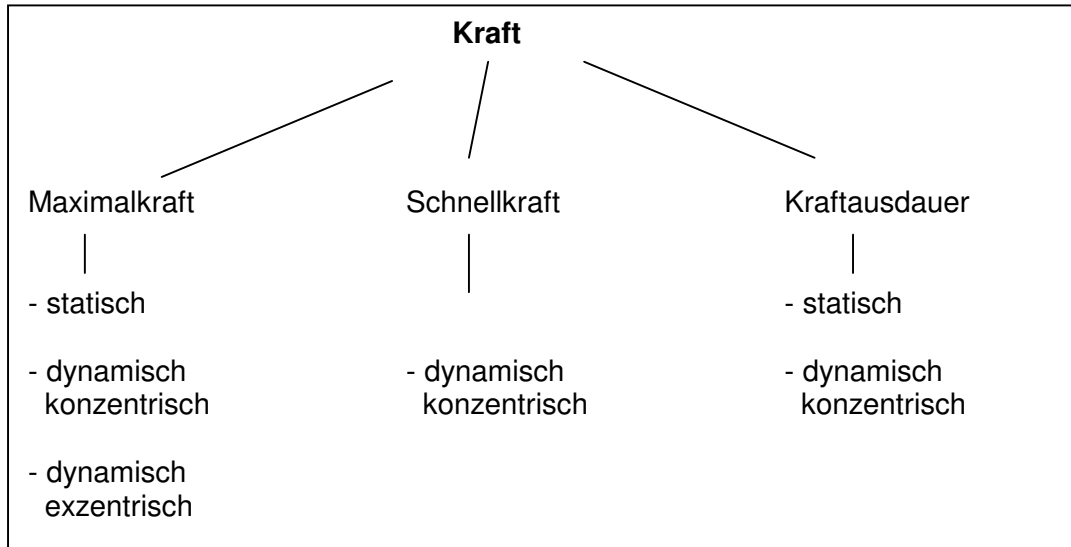 Kraft
Maximalkraft
Schnellkraft
Kraftausdauer
- statisch
- dynamisch
konzentrisch
- dynamisch
exzentrisch
- dynamisch
konzentrisch
- statisch
- dynamisch
konzentrisch